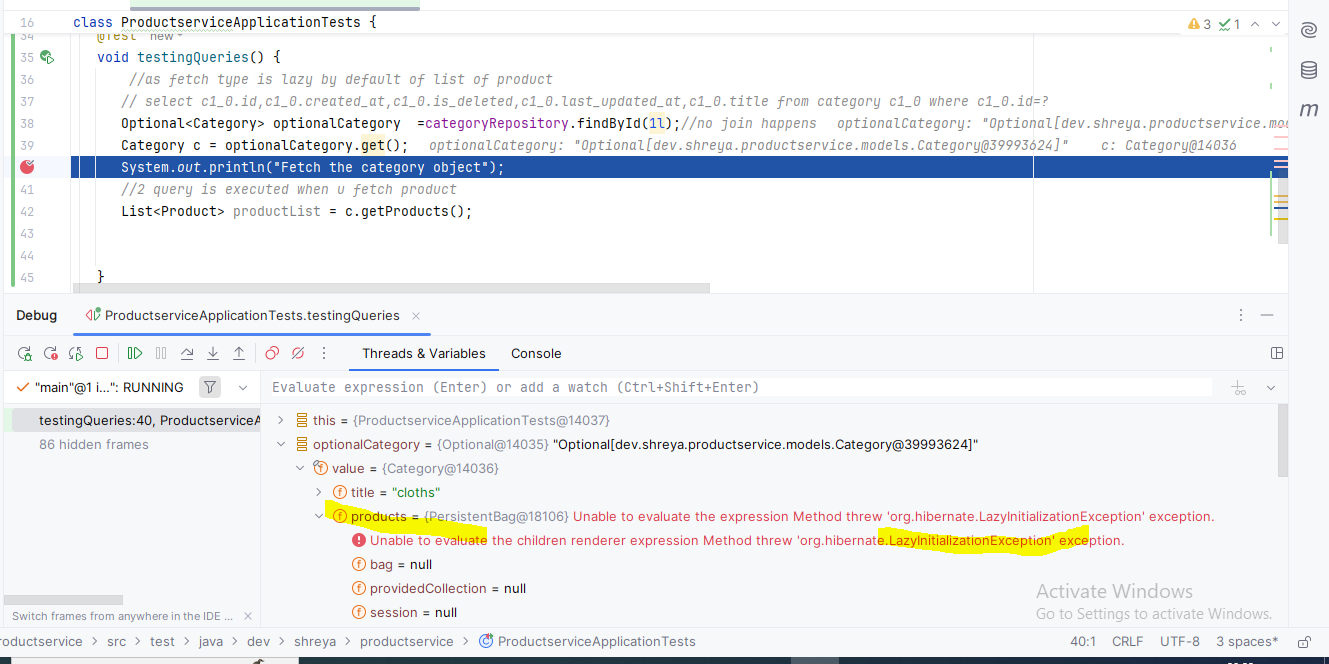 16 class ProductserviceApplicationTests { 3 1
34 @Test new *
35 void testingQueries() {
36 //as fetch type is lazy by default of list of product
37 // select c1_0.id,c1_0.created_at,c1_0.is_deleted,c1_0.last_updated_at,c1_0.title from category c1_0 where c1_0.id=?
38 Optional<Category> optionalCategory =categoryRepository.findById(1l);//no join happens optionalCategory: "Optional[dev.shreya.productservice.mo
39 Category c = optionalCategory.get(); optionalCategory: "Optional[dev.shreya.productservice.models.Category@39993624]" c: Category@14036
System.out.println("Fetch the category object");
41 //2 query is executed when u fetch product
42 List<Product> productList = c.getProducts();
43
44
45 }
Debug ProductserviceApplicationTests.testingQueries
Threads & Variables Console
"main"@1 i...": RUNNING Evaluate expression (Enter) or add a watch (Ctrl+Shift+Enter)
testingQueries:40, ProductserviceA this = {ProductserviceApplicationTests@14037}
86 hidden frames optionalCategory = {Optional@14035} "Optional[dev.shreya.productservice.models.Category@39993624]"
value = {Category@14036}
title = "cloths"
products = {PersistentBag@18106} Unable to evaluate the expression Method threw 'org.hibernate.LazyInitializationException' exception.
Unable to evaluate the children renderer expression Method threw 'org.hibernate.LazyInitializationException' exception.
bag = null
providedCollection = null
session = null
Activate Windows
Go to Settings to activate Windows.
Switch frames from anywhere in the IDE ...
roductservice > src > test > java > dev > shreya > productservice > ProductserviceApplicationTests 40:1 CRLF UTF-8 3 spaces*